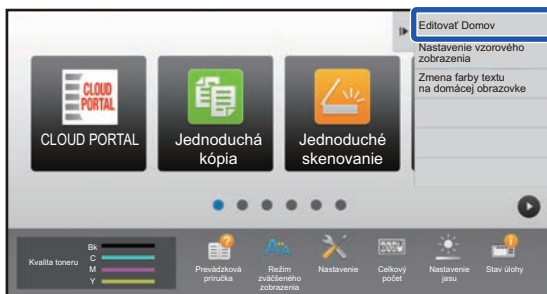 Editovať Domov
Nastavenie vzorového
zobrazenia
Zmena farby textu
na domácej obrazovke
CLOUD
PORTAL
CLOUD PORTAL
Jednoduchá
kópia
Jednoduché
skenovanie
Kvalita toneru
Bk
C
M
Y
Prevádzková
príručka
Režim
zväčšeného
zobrazenia
Nastavenie
Celkový
počet
Nastavenie
jasu
Stav úlohy